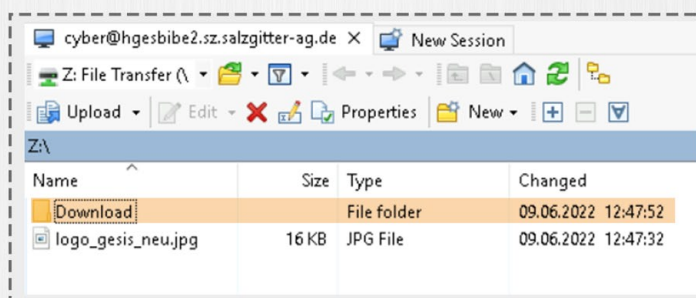 cyber@hgesbibe2.sz.salzgitter-ag.de × New Session
Z: File Transfer (\
Upload Edit Properties New
Z:\
Name Size Type Changed
Download File folder 09.06.2022 12:47:52
logo_gesis_neu.jpg 16 KB JPG File 09.06.2022 12:47:32